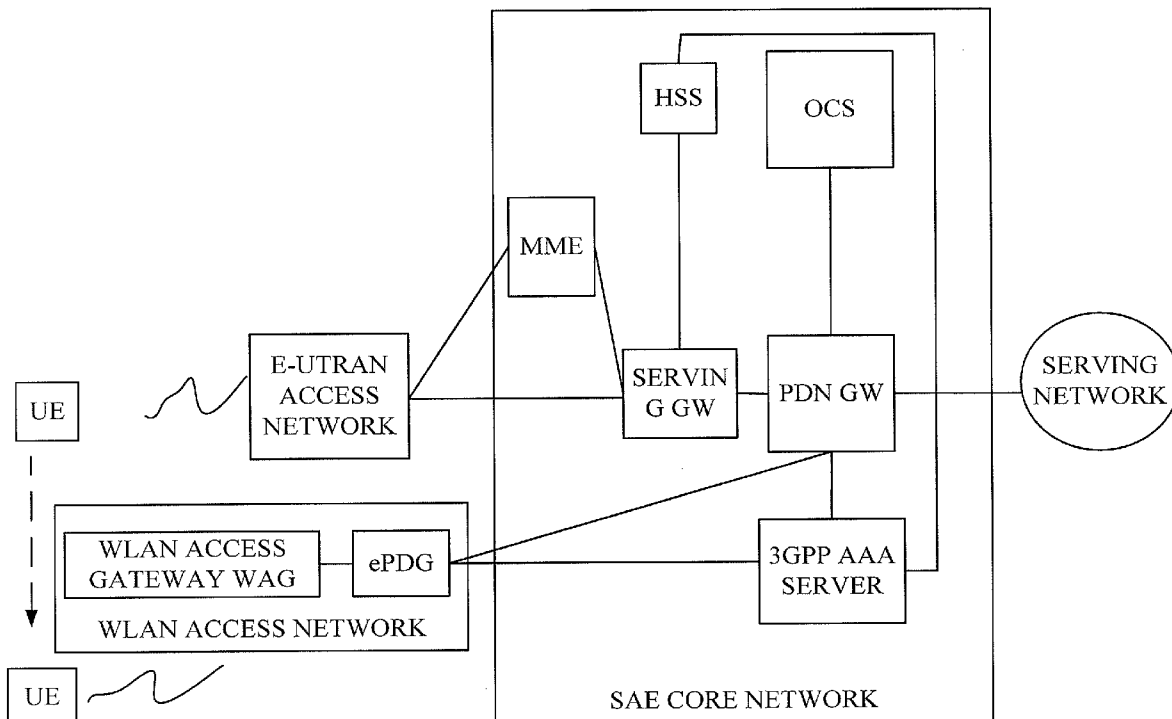 HSS
OCS
MME
E-UTRAN
ACCESS
NETWORK
SERVIN
G GW
PDN GW
SERVING
NETWORK
UE
WLAN ACCESS
GATEWAY WAG
ePDG
3GPP AAA
SERVER
WLAN ACCESS NETWORK
UE
SAE CORE NETWORK